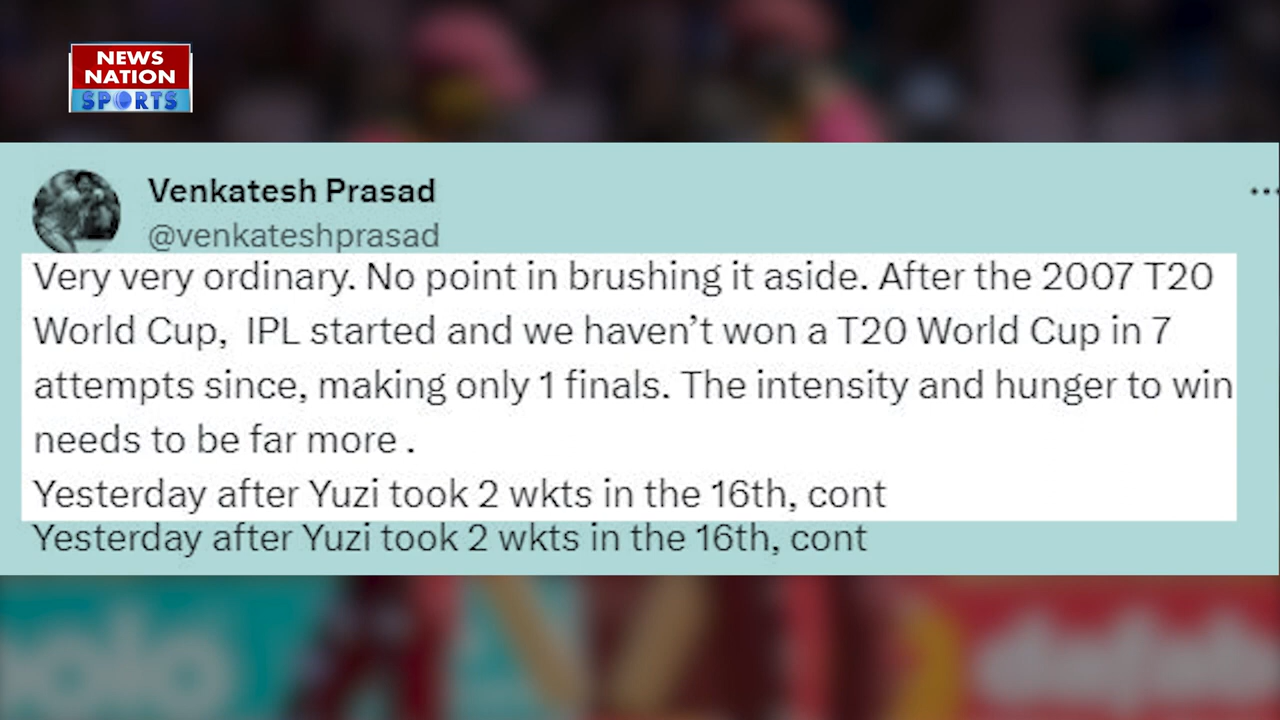 NEWS
NATION
SPORTS
Venkatesh Prasad
@venkateshprasad
Very very ordinary. No point in brushing it aside. After the 2007 T20
World Cup,  IPL started and we haven’t won a T20 World Cup in 7
attempts since, making only 1 finals. The intensity and hunger to win
needs to be far more .
Yesterday after Yuzi took 2 wkts in the 16th, cont
Yesterday after Yuzi took 2 wkts in the 16th, cont